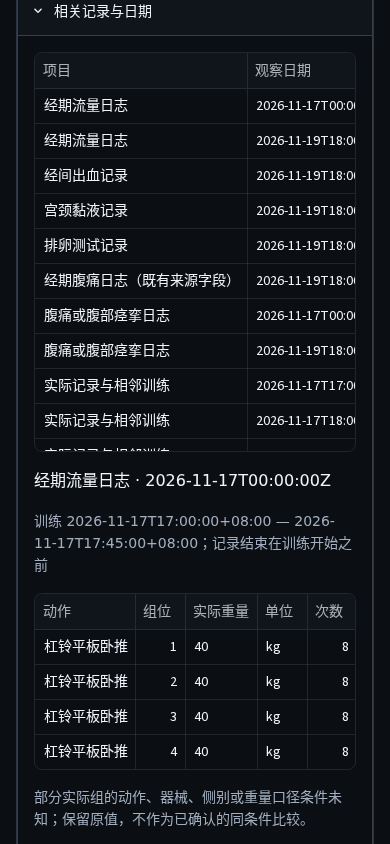 相关记录与日期
项目 观察日期
经期流量日志 2026-11-17T00:00
经期流量日志 2026-11-19T18:00
经间出血记录 2026-11-19T18:00
宫颈黏液记录 2026-11-19T18:00
排卵测试记录 2026-11-19T18:00
经期腹痛日志（既有来源字段） 2026-11-19T18:00
腹痛或腹部痉挛日志 2026-11-17T00:00
腹痛或腹部痉挛日志 2026-11-19T18:00
实际记录与相邻训练 2026-11-17T17:00
实际记录与相邻训练 2026-11-17T18:00
经期流量日志 · 2026-11-17T00:00:00Z
训练 2026-11-17T17:00:00+08:00 — 2026-
11-17T17:45:00+08:00；记录结束在训练开始之
前
动作 组位 实际重量 单位 次数
杠铃平板卧推 1 40 kg 8
杠铃平板卧推 2 40 kg 8
杠铃平板卧推 3 40 kg 8
杠铃平板卧推 4 40 kg 8
部分实际组的动作、器械、侧别或重量口径条件未
知；保留原值，不作为已确认的同条件比较。